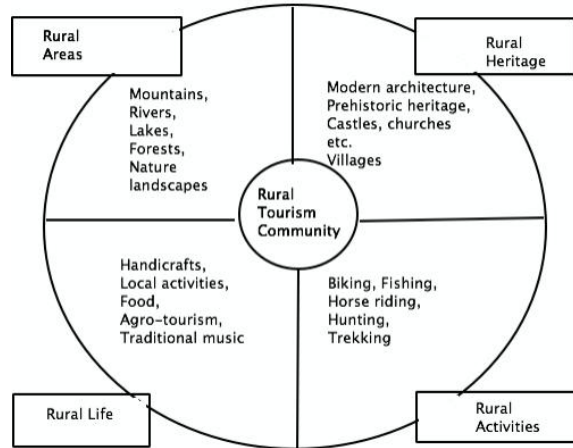 Rural
Areas
Rural
Heritage
Mountains,
Rivers,
Lakes,
Forests,
Nature
landscapes
Modern architecture,
Prehistoric heritage,
Castles, churches
etc.
Villages
Rural
Tourism
Community
Handicrafts,
Local activities,
Food,
Agro-tourism,
Traditional music
Biking, Fishing,
Horse riding,
Hunting,
Trekking
Rural Life
Rural
Activities